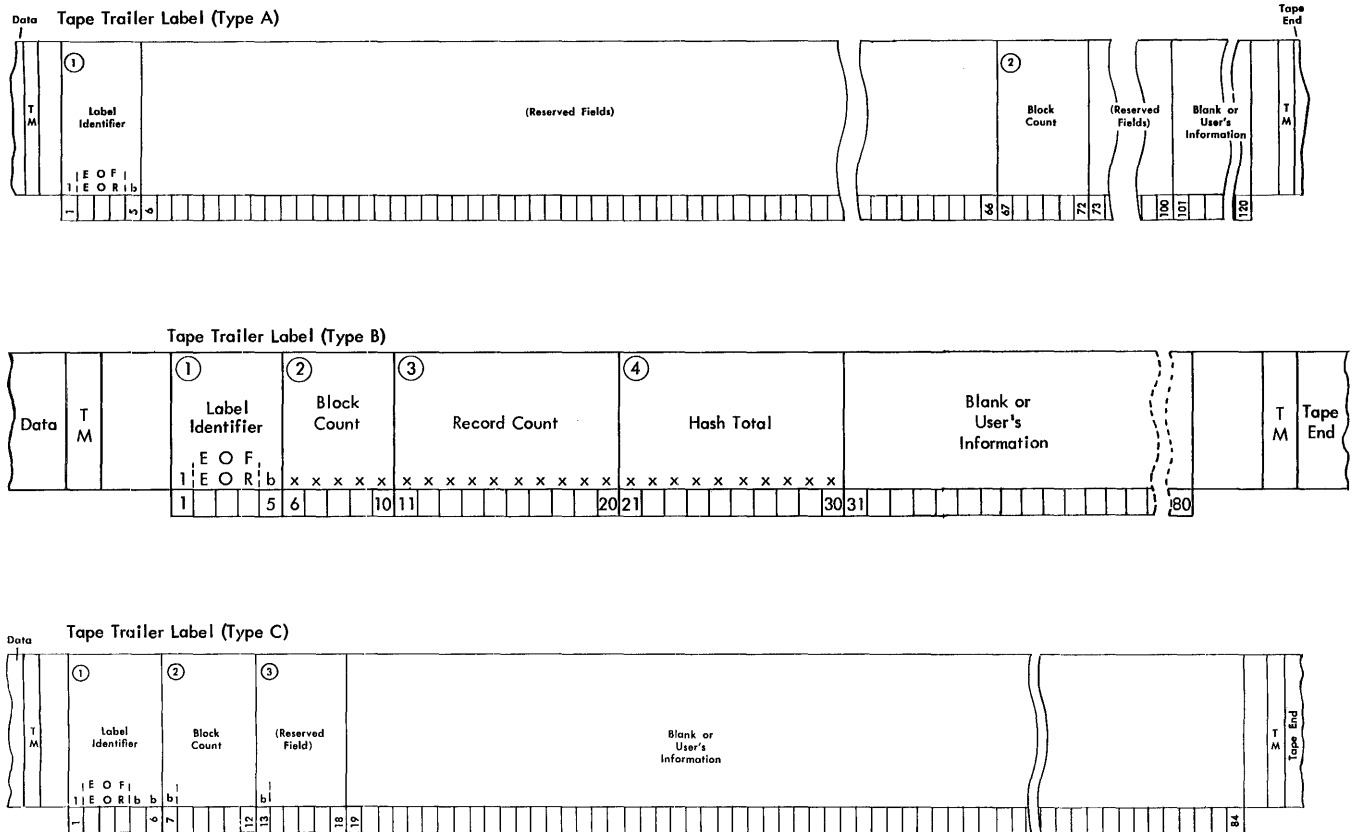 Data
Tape Trailer Label (Type A)
Tape
End
1
2
T
M
Label
Identifier
(Reserved Fields)
Block
Count
(Reserved
Fields)
Blank or
User's
Information
T
M
E O F
1 E O R b
1 5 6 66 67 72 73 100 101 120
Tape Trailer Label (Type B)
1 2 3 4
Data
T
M
Label
Identifier
Block
Count
Record Count
Hash Total
Blank or
User's
Information
T
M
Tape
End
E O F
1 E O R b x x x x x x x x x x x x x x x x x x x x x x x x x
1 5 6 10 11 20 21 30 31 80
Data
Tape Trailer Label (Type C)
1 2 3
T
M
Label
Identifier
Block
Count
(Reserved
Field)
Blank or
User's
Information
T
M
Tape End
E O F
1 E O R b b b b
1 6 7 12 13 18 19 84